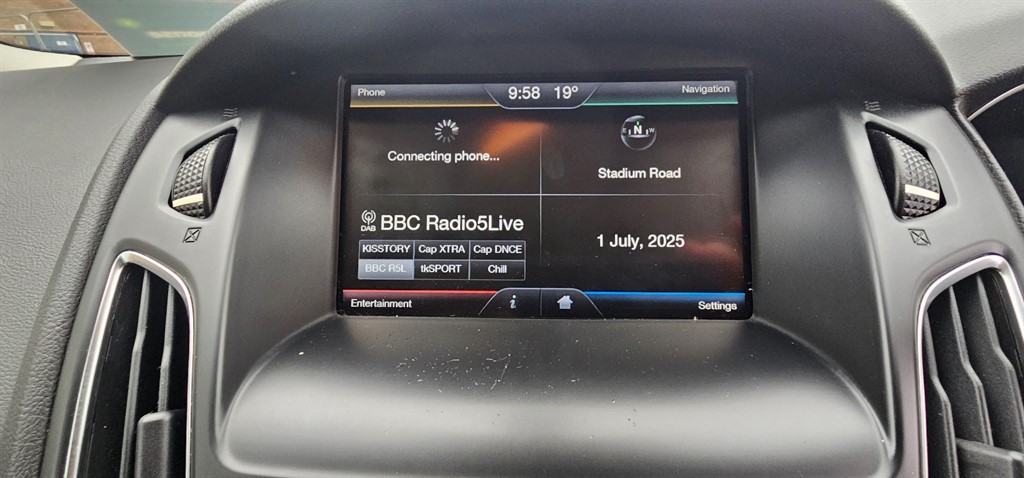 Phone
9:58 19°
Navigation
Connecting phone...
E N W
Stadium Road
DAB
BBC Radio5Live
KISSTORY Cap XTRA Cap DNCE
BBC R5L tkSPORT Chill
1 July, 2025
Entertainment
i
Settings